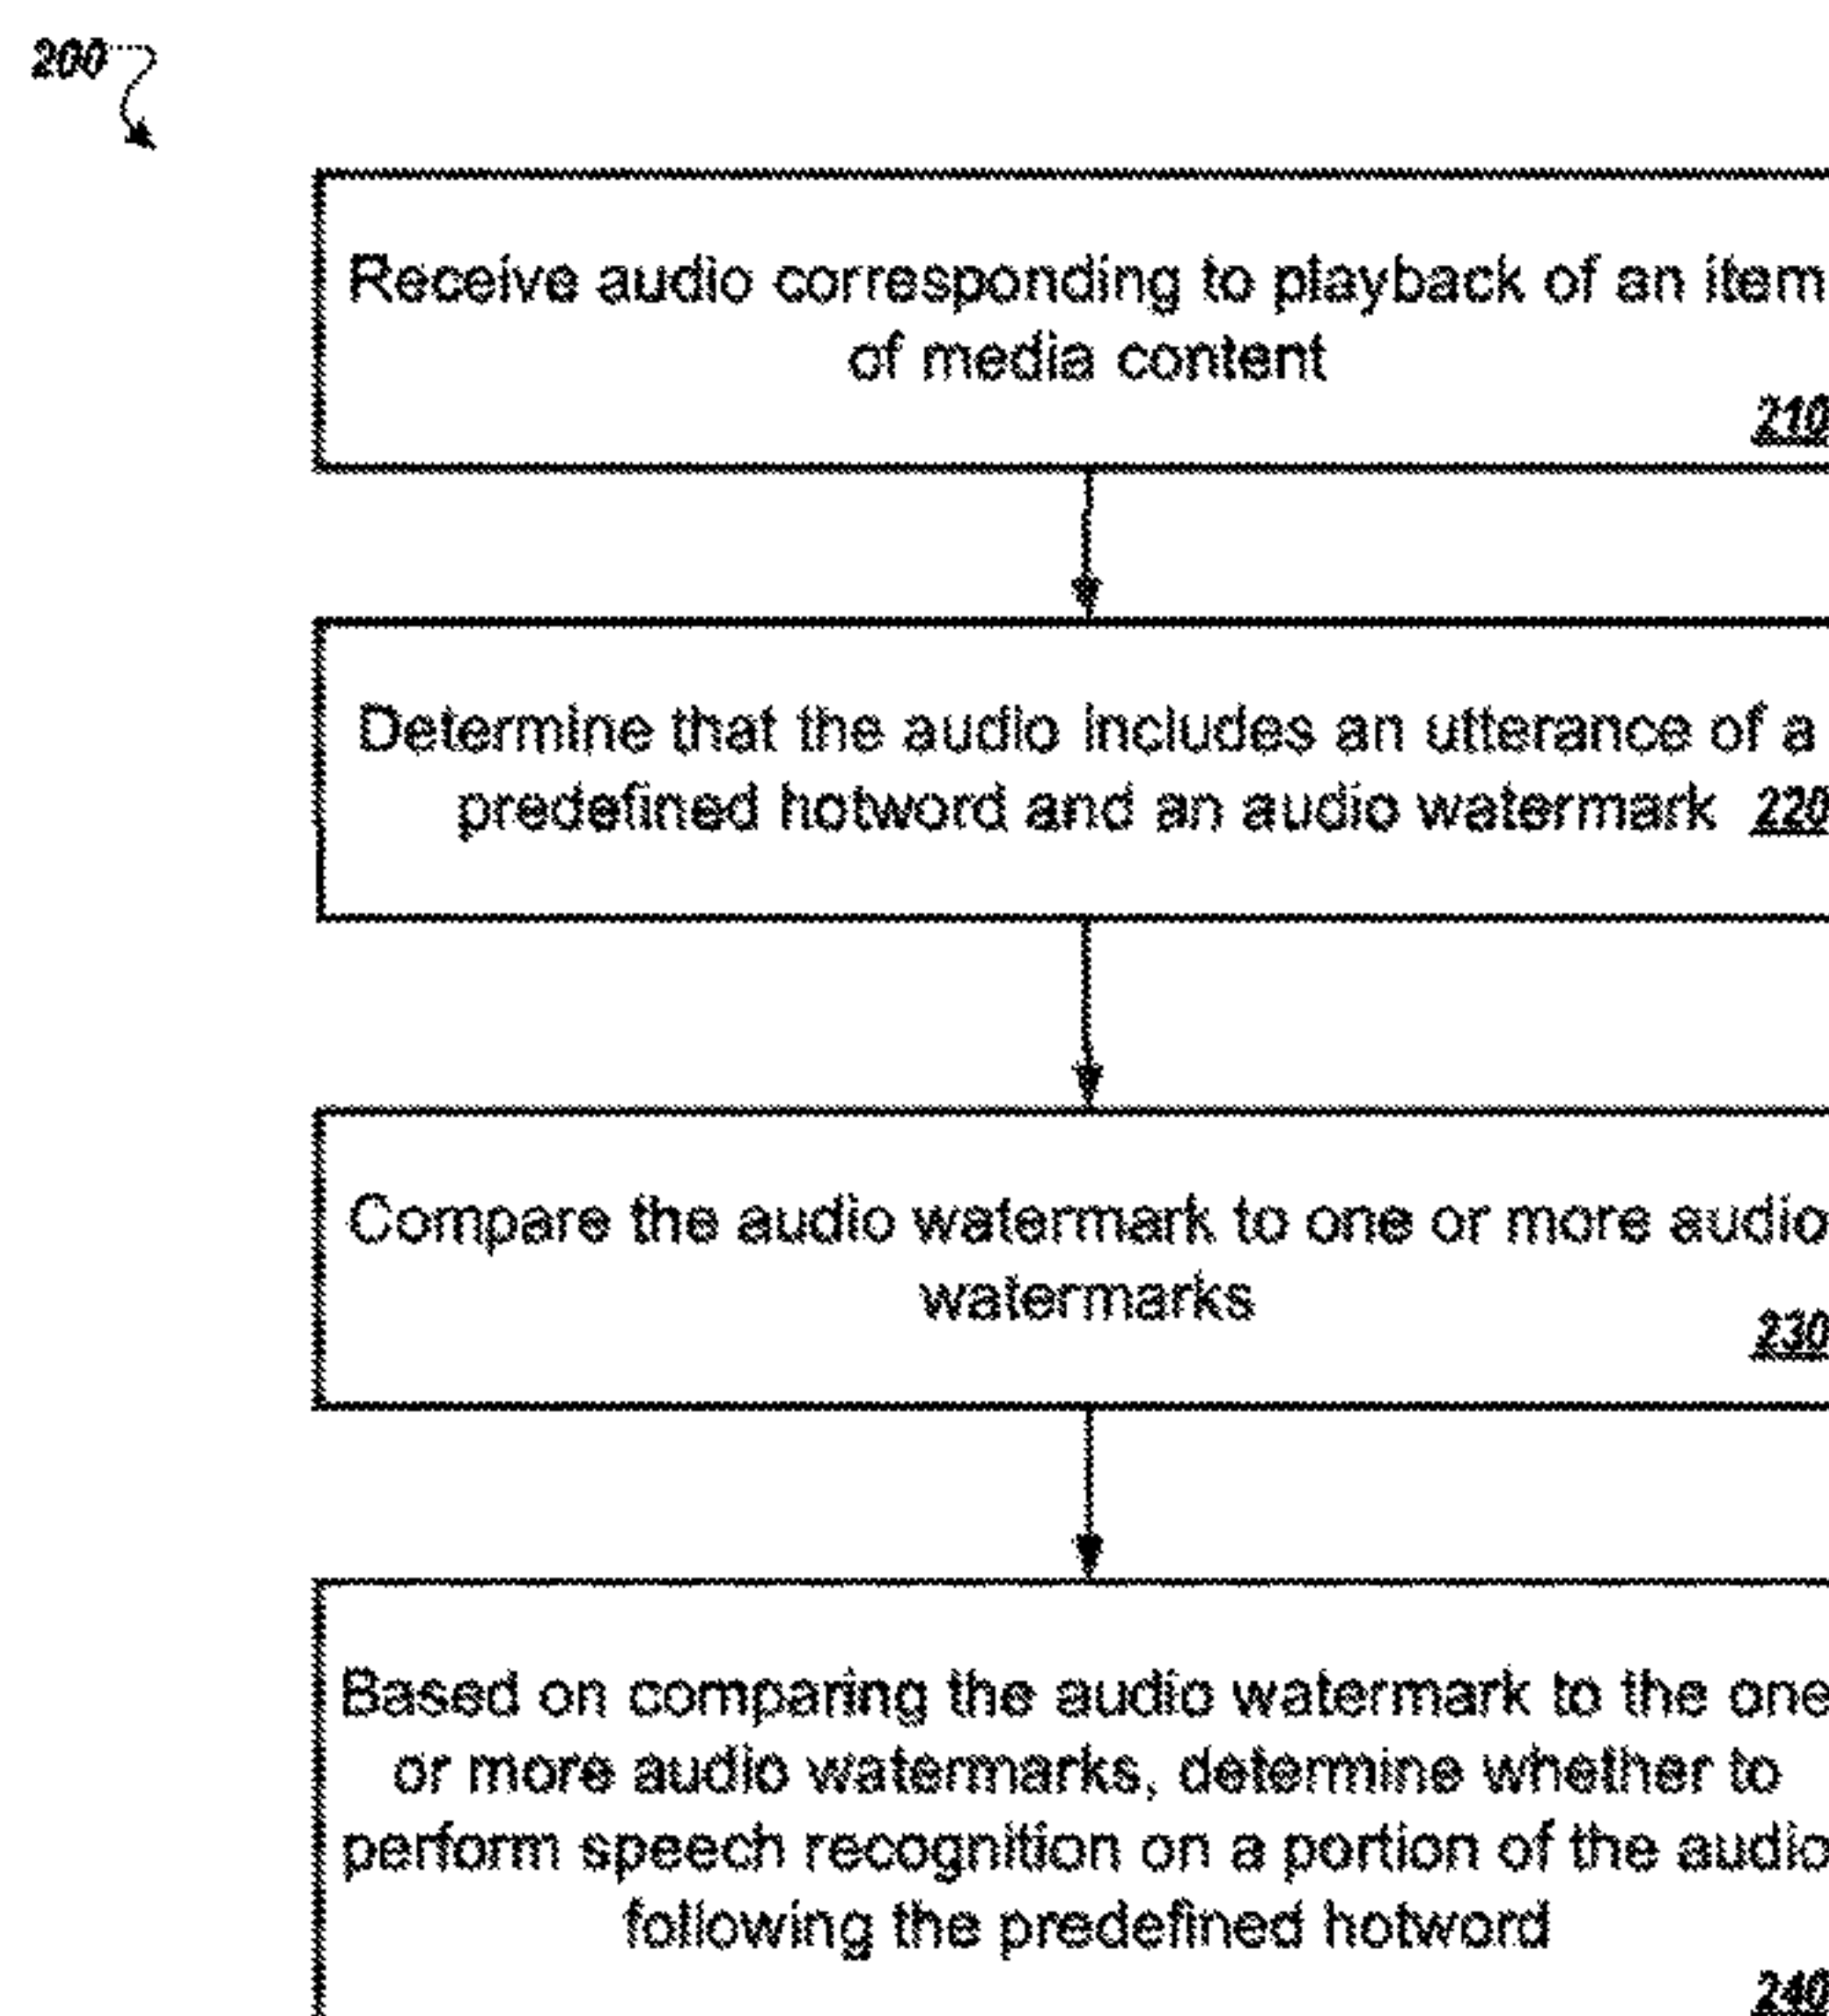 200
Receive audio corresponding to playback of an item
of media content
210
Determine that the audio includes an utterance of a
predefined hotword and an audio watermark 220
Compare the audio watermark to one or more audio
watermarks
230
Based on comparing the audio watermark to the one
or more audio watermarks, determine whether to
perform speech recognition on a portion of the audio
following the predefined hotword
240